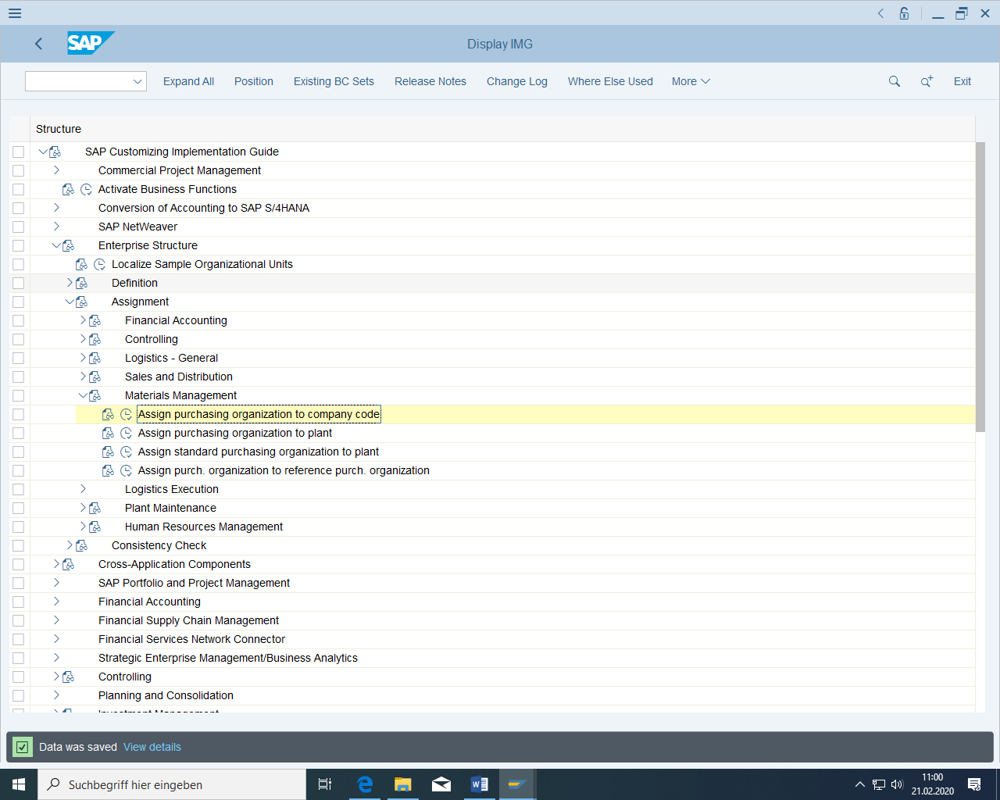 SAP
Display IMG
Expand All Position Existing BC Sets Release Notes Change Log Where Else Used More Exit
Structure
SAP Customizing Implementation Guide
Commercial Project Management
Activate Business Functions
Conversion of Accounting to SAP S/4HANA
SAP NetWeaver
Enterprise Structure
Localize Sample Organizational Units
Definition
Assignment
Financial Accounting
Controlling
Logistics - General
Sales and Distribution
Materials Management
Assign purchasing organization to company code
Assign purchasing organization to plant
Assign standard purchasing organization to plant
Assign purch. organization to reference purch. organization
Logistics Execution
Plant Maintenance
Human Resources Management
Consistency Check
Cross-Application Components
SAP Portfolio and Project Management
Financial Accounting
Financial Supply Chain Management
Financial Services Network Connector
Strategic Enterprise Management/Business Analytics
Controlling
Planning and Consolidation
Investment Management
Data was saved View details
Suchbegriff hier eingeben
11:00
21.02.2020